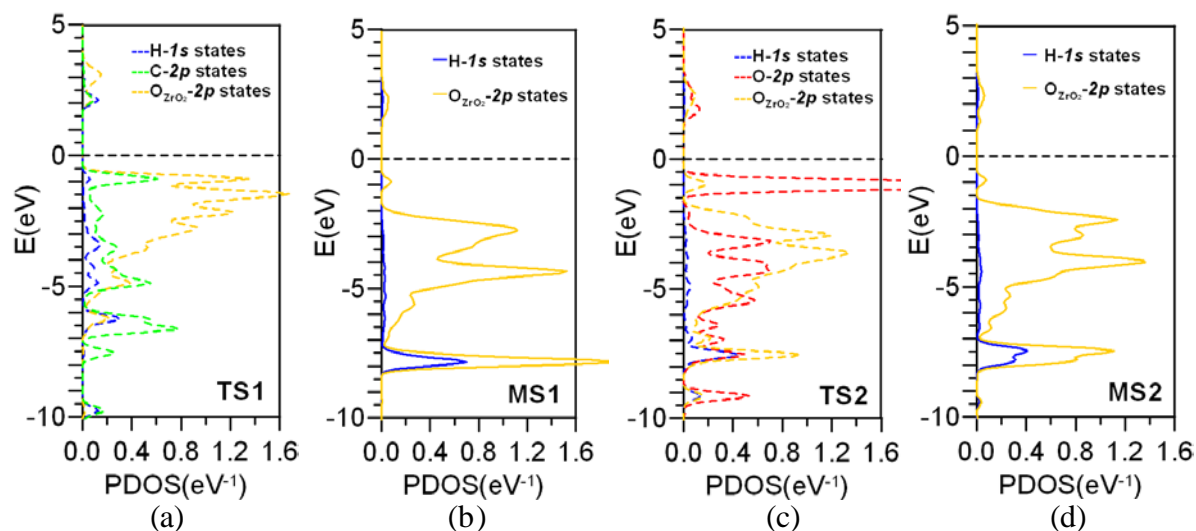 5
0
-5
-10
E(eV)
H-1s states
C-2p states
O_ZrO₂-2p states
TS1
0.0 0.4 0.8 1.2 1.6
PDOS(eV⁻¹)
(a)
5
0
-5
-10
E(eV)
H-1s states
O_ZrO₂-2p states
MS1
0.0 0.4 0.8 1.2 1.6
PDOS(eV⁻¹)
(b)
5
0
-5
-10
E(eV)
H-1s states
O-2p states
O_ZrO₂-2p states
TS2
0.0 0.4 0.8 1.2 1.6
PDOS(eV⁻¹)
(c)
5
0
-5
-10
E(eV)
H-1s states
O_ZrO₂-2p states
MS2
0.0 0.4 0.8 1.2 1.6
PDOS(eV⁻¹)
(d)